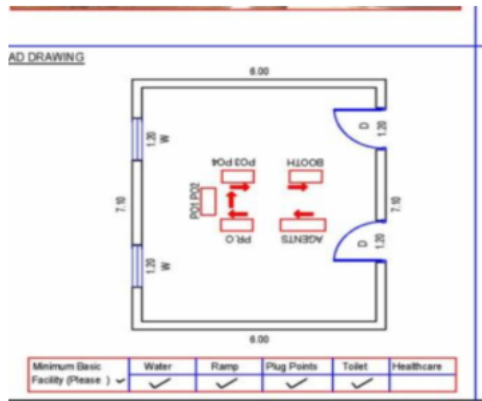 AD DRAWING
6.00
1.20
W
D
1.20
PO3.PO4
BOOTH
7.10
PO1.PO2
7.10
PR.O
AGENTS
1.20
W
D
1.20
6.00
Minimum Basic Water Ramp Plug Points Toilet Healthcare
Facility (Please ) ✓ ✓ ✓ ✓ ✓